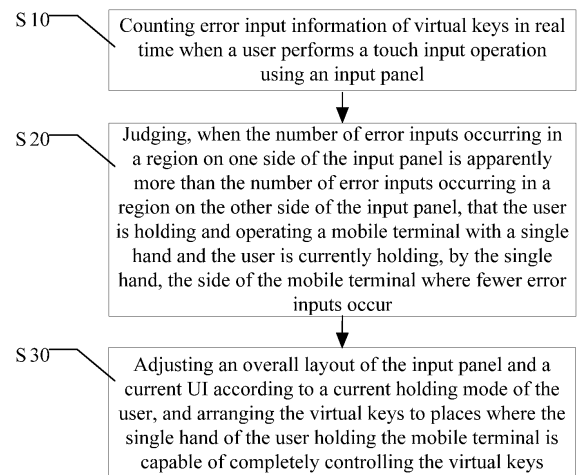 S 10
Counting error input information of virtual keys in real
time when a user performs a touch input operation
using an input panel
S 20
Judging, when the number of error inputs occurring in
a region on one side of the input panel is apparently
more than the number of error inputs occurring in a
region on the other side of the input panel, that the user
is holding and operating a mobile terminal with a single
hand and the user is currently holding, by the single
hand, the side of the mobile terminal where fewer error
inputs occur
S 30
Adjusting an overall layout of the input panel and a
current UI according to a current holding mode of the
user, and arranging the virtual keys to places where the
single hand of the user holding the mobile terminal is
capable of completely controlling the virtual keys